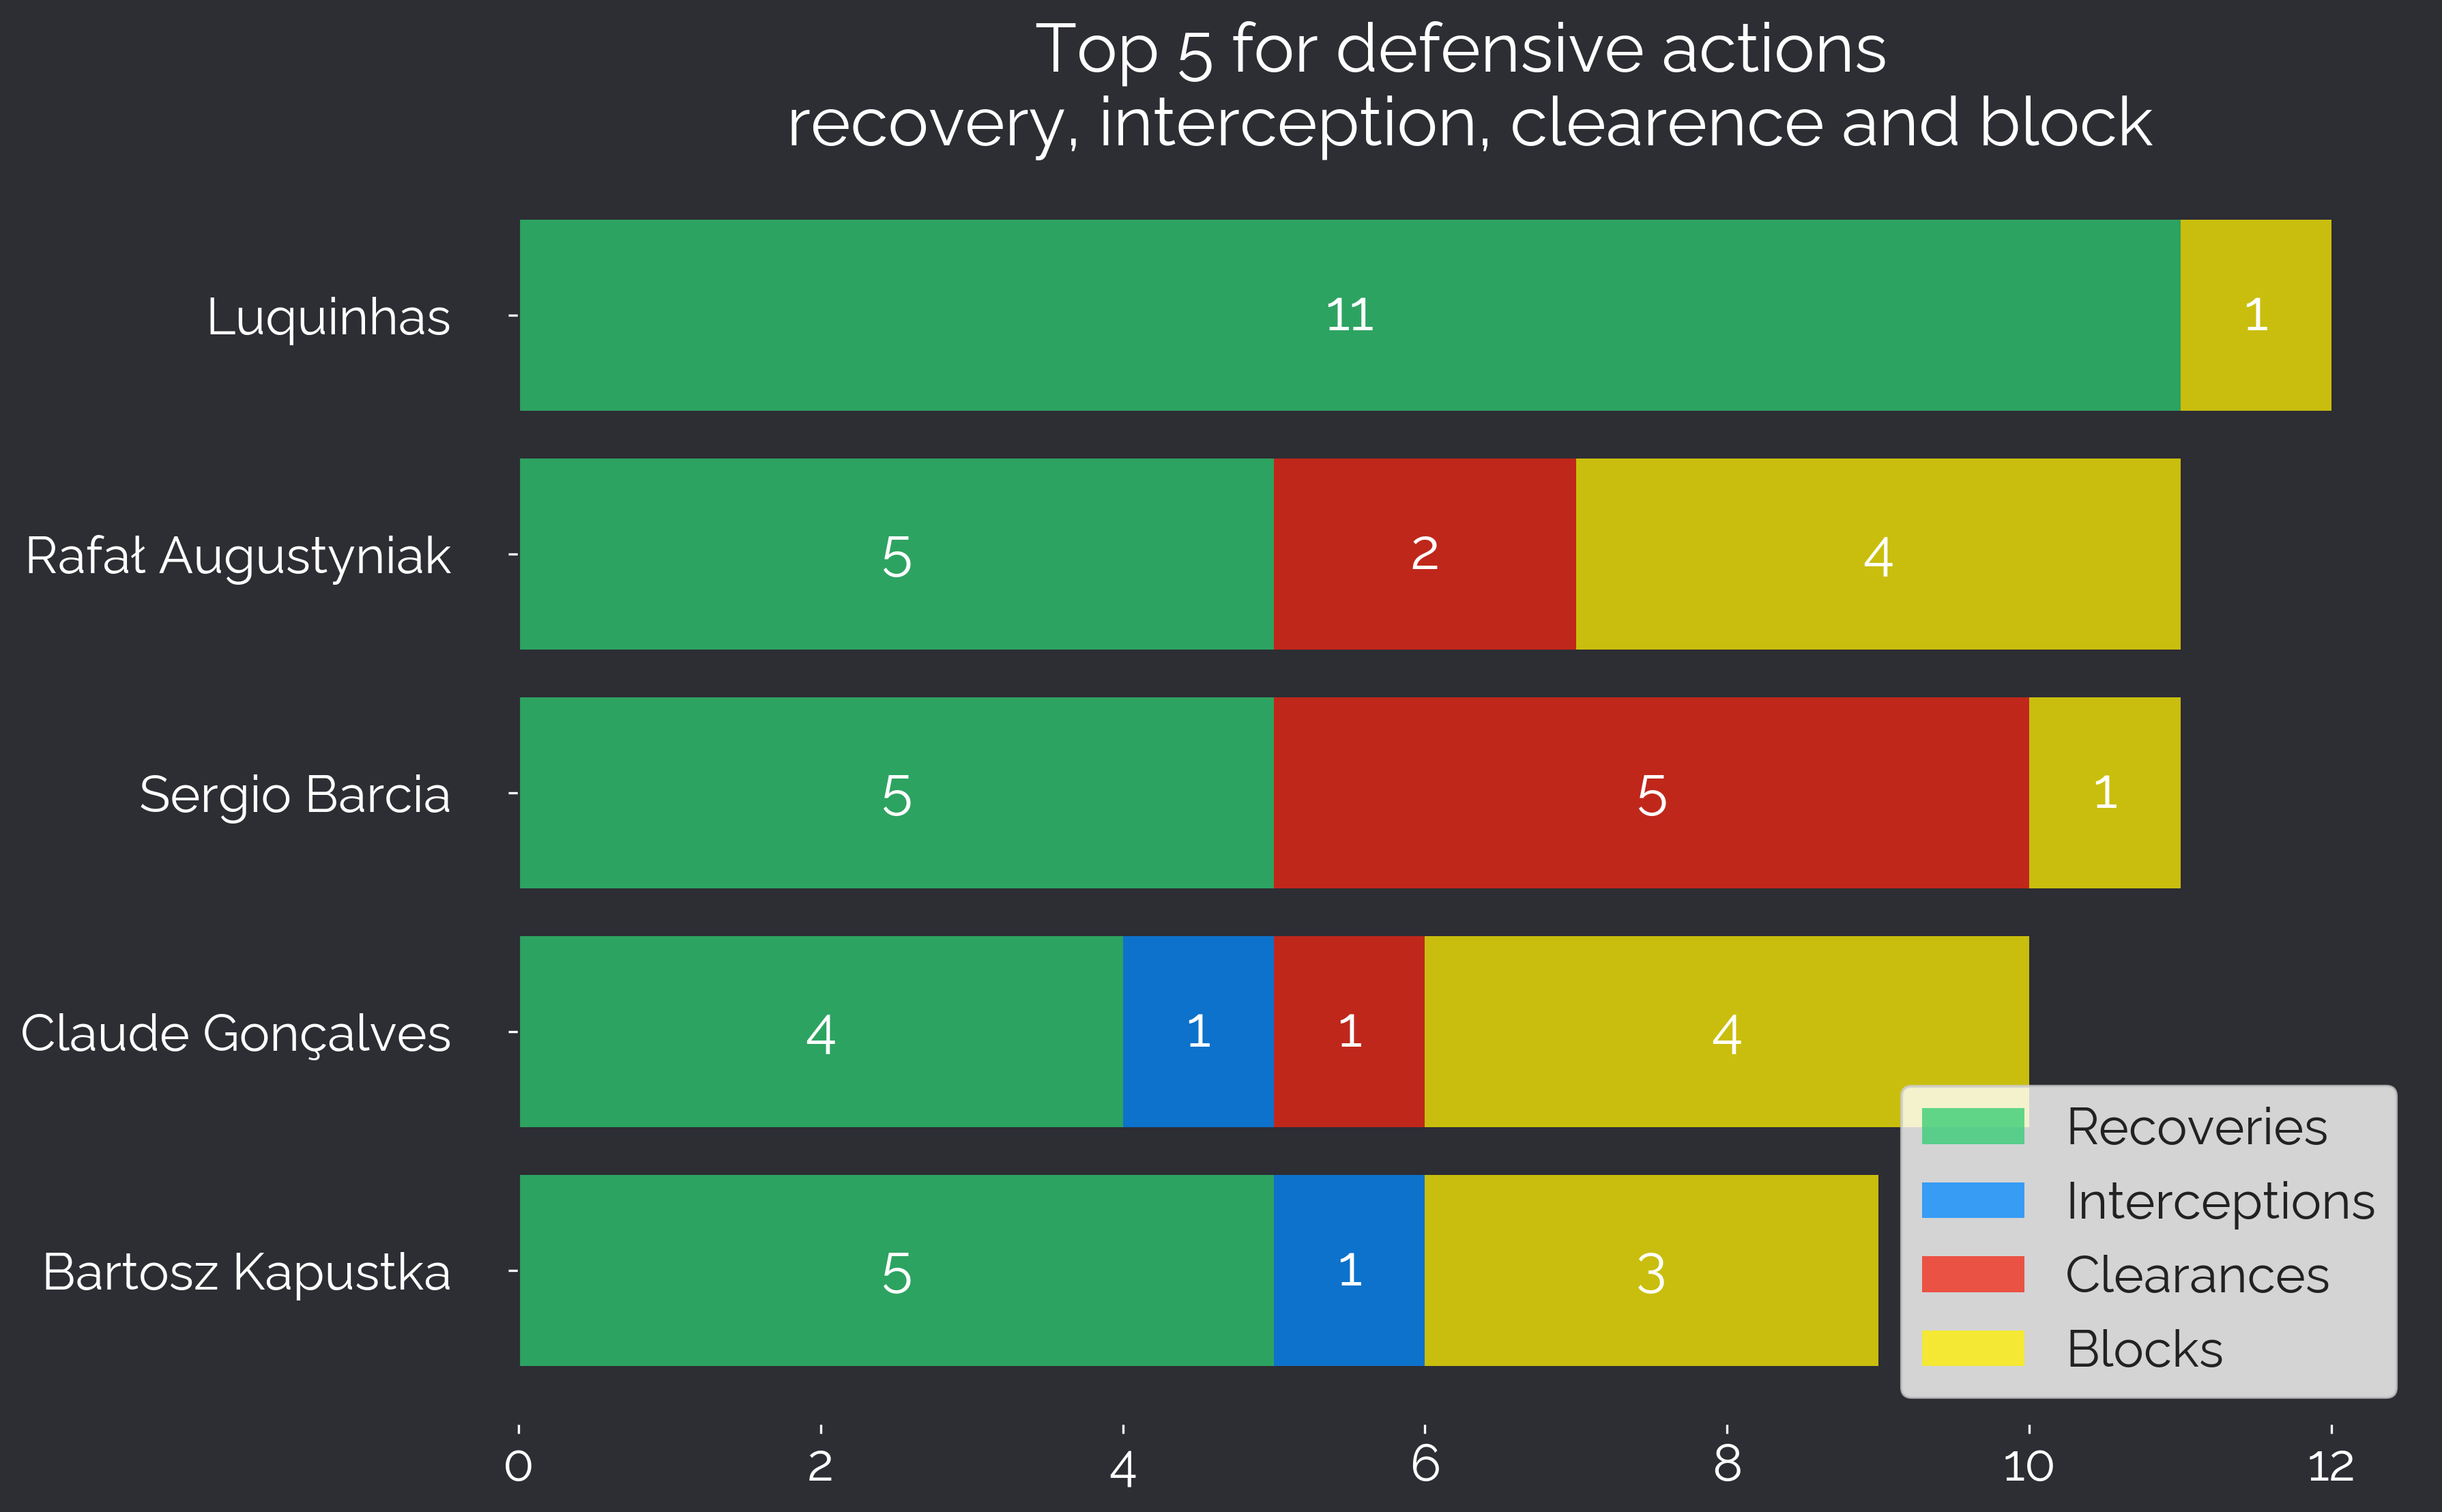 Top 5 for defensive actions
recovery, interception, clearence and block
Luquinhas
11
1
Rafał Augustyniak
5
2
4
Sergio Barcia
5
5
1
Claude Gonçalves
4
1
1
4
Bartosz Kapustka
5
1
3
Recoveries
Interceptions
Clearances
Blocks
0 2 4 6 8 10 12